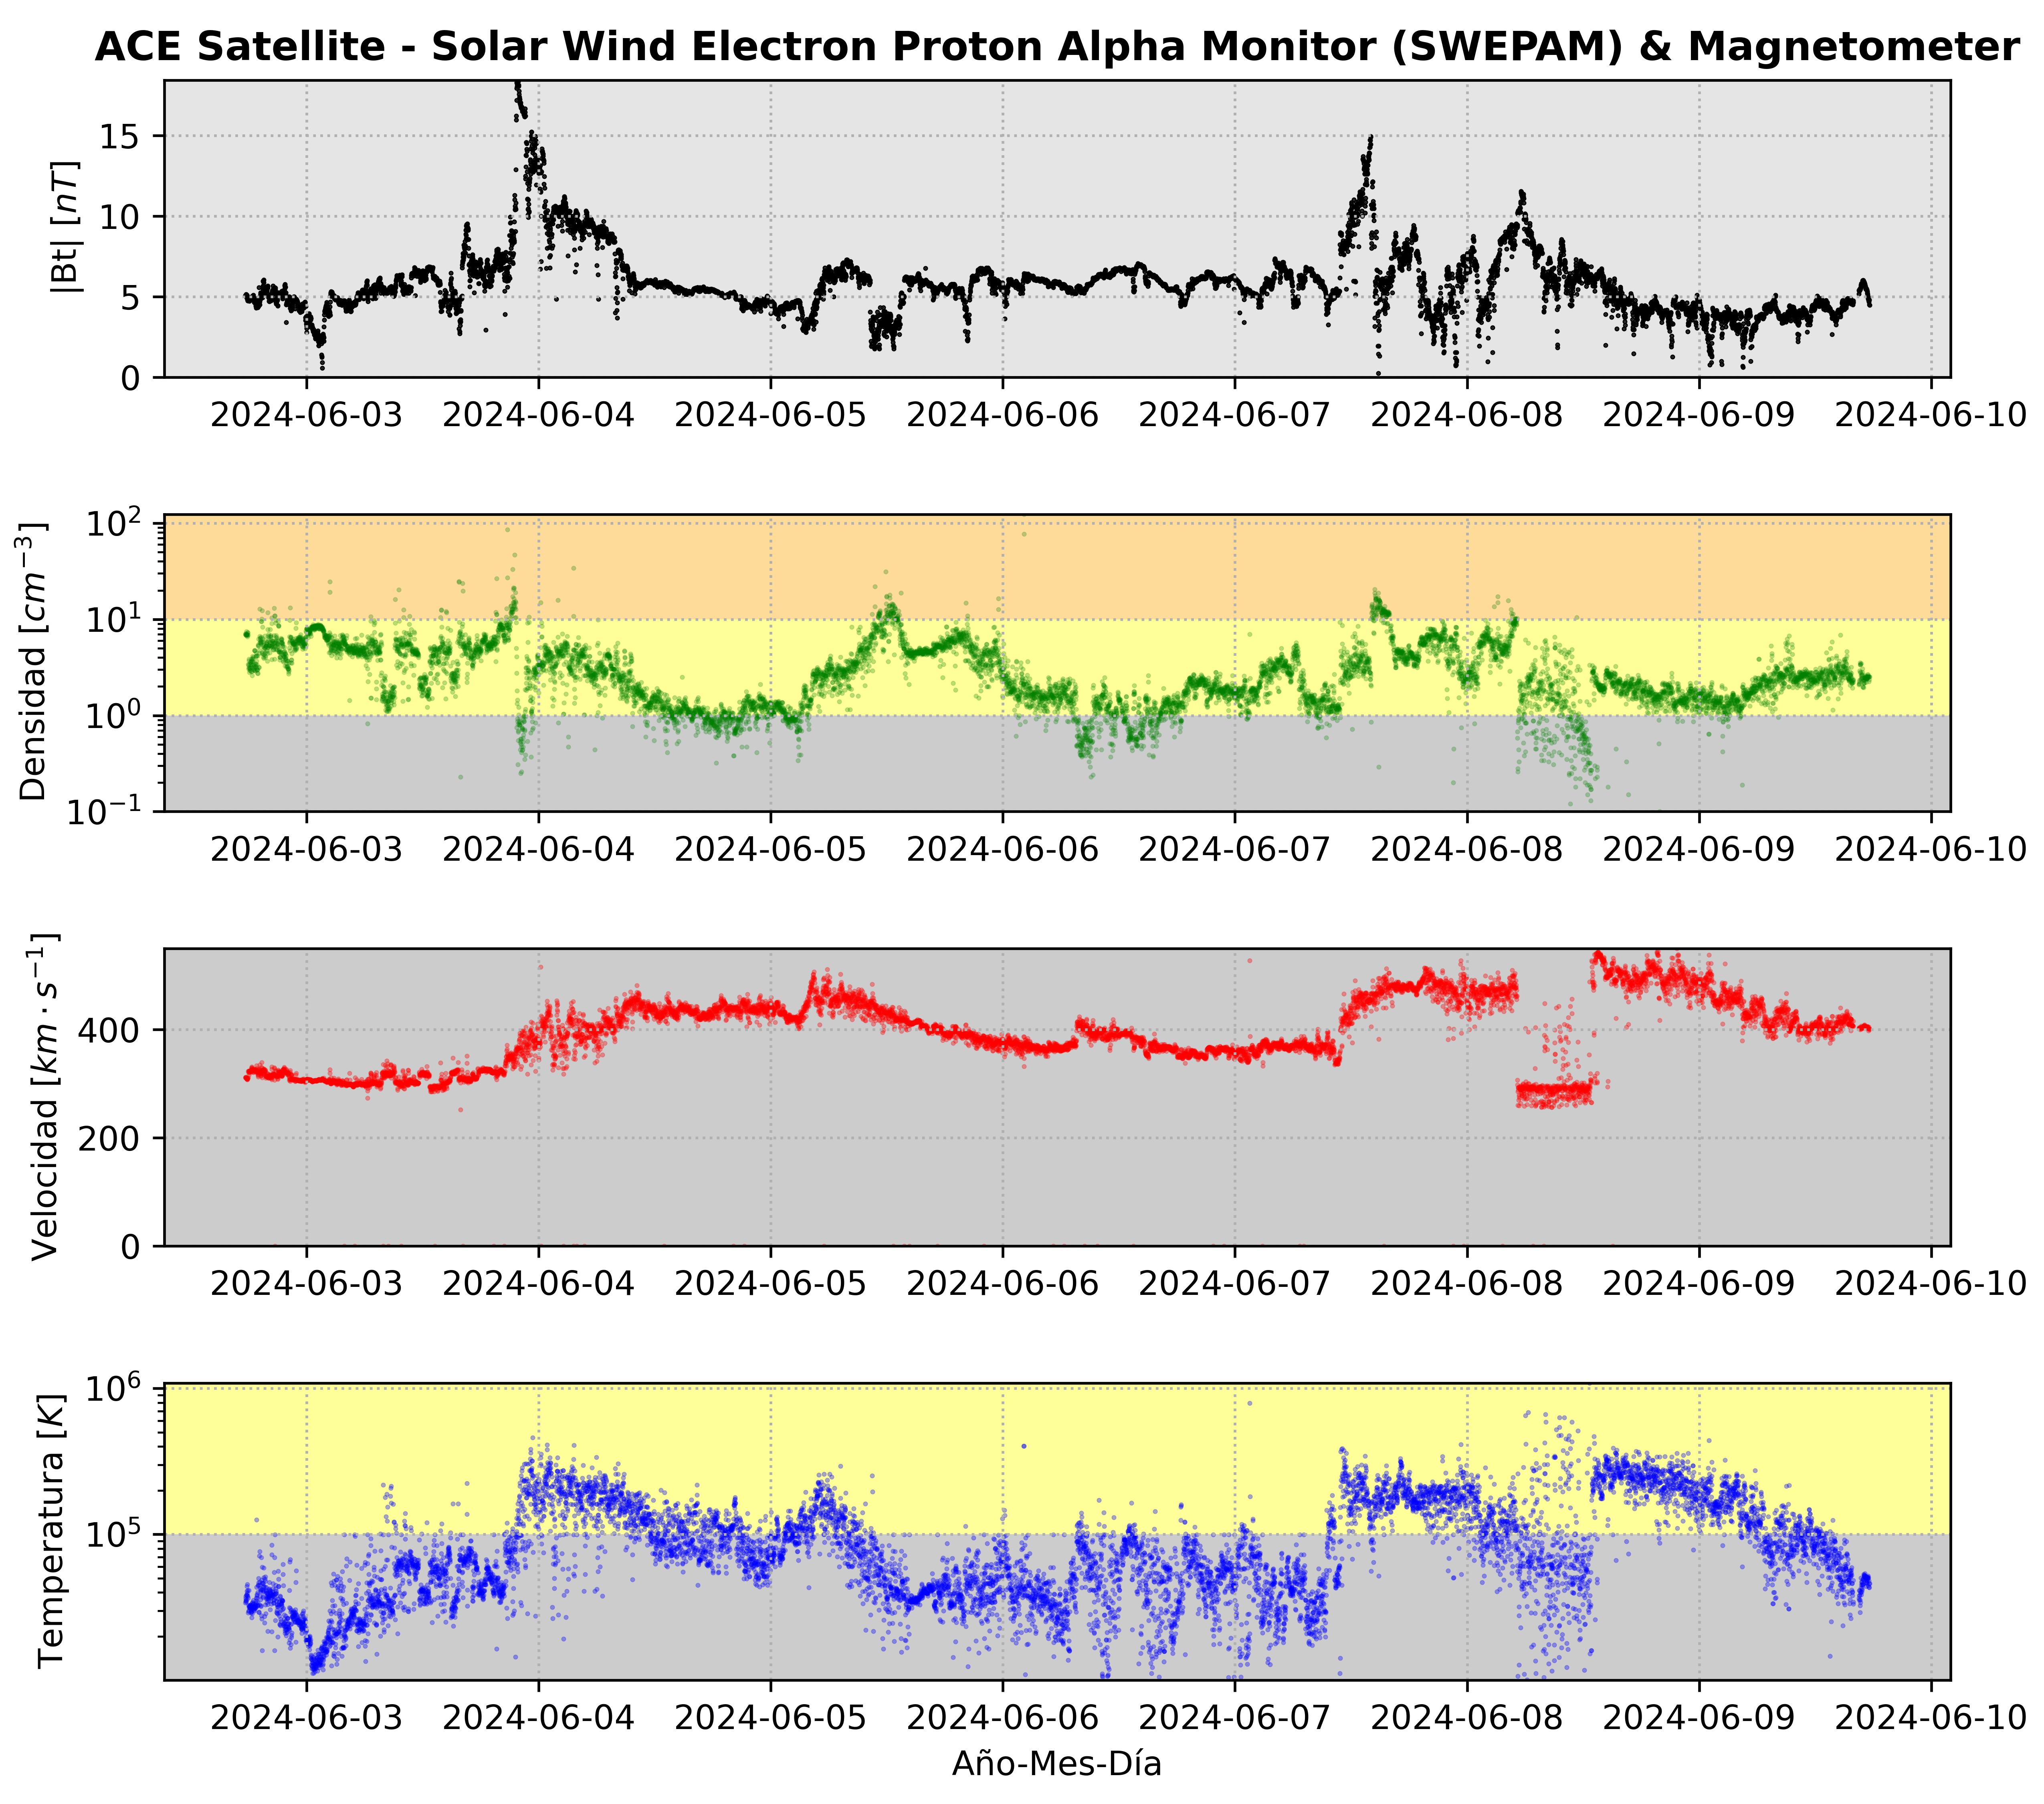 ACE Satellite - Solar Wind Electron Proton Alpha Monitor (SWEPAM) & Magnetometer
|Bt| [nT]
15
10
5
0
2024-06-03 2024-06-04 2024-06-05 2024-06-06 2024-06-07 2024-06-08 2024-06-09 2024-06-10
Densidad [cm⁻³]
10²
10¹
10⁰
10⁻¹
2024-06-03 2024-06-04 2024-06-05 2024-06-06 2024-06-07 2024-06-08 2024-06-09 2024-06-10
Velocidad [km · s⁻¹]
400
200
0
2024-06-03 2024-06-04 2024-06-05 2024-06-06 2024-06-07 2024-06-08 2024-06-09 2024-06-10
Temperatura [K]
10⁶
10⁵
2024-06-03 2024-06-04 2024-06-05 2024-06-06 2024-06-07 2024-06-08 2024-06-09 2024-06-10
Año-Mes-Día